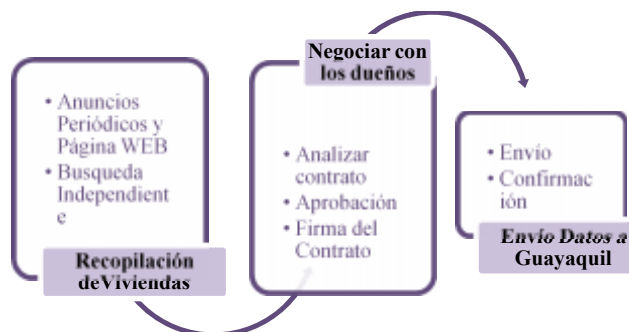 • Anuncios
Periódicos y
Página WEB
• Busqueda
Independient
e
Recopilación
deViviendas
Negociar con
los dueños
• Analizar
contrato
• Aprobación
• Firma del
Contrato
• Envío
• Confirmac
ión
Envío Datos a
Guayaquil